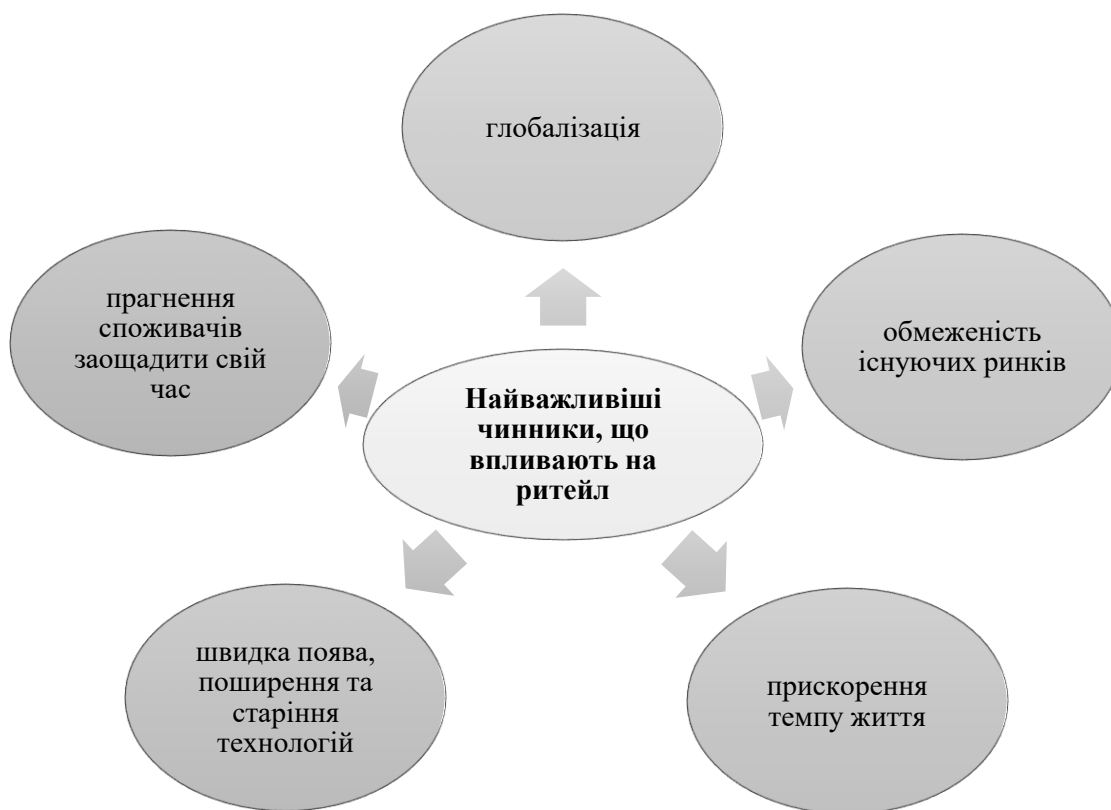 глобалізація
прагнення
споживачів
заощадити свій
час
обмеженість
існуючих ринків
Найважливіші
чинники, що
впливають на
ритейл
швидка поява,
поширення та
старіння
технологій
прискорення
темпу життя